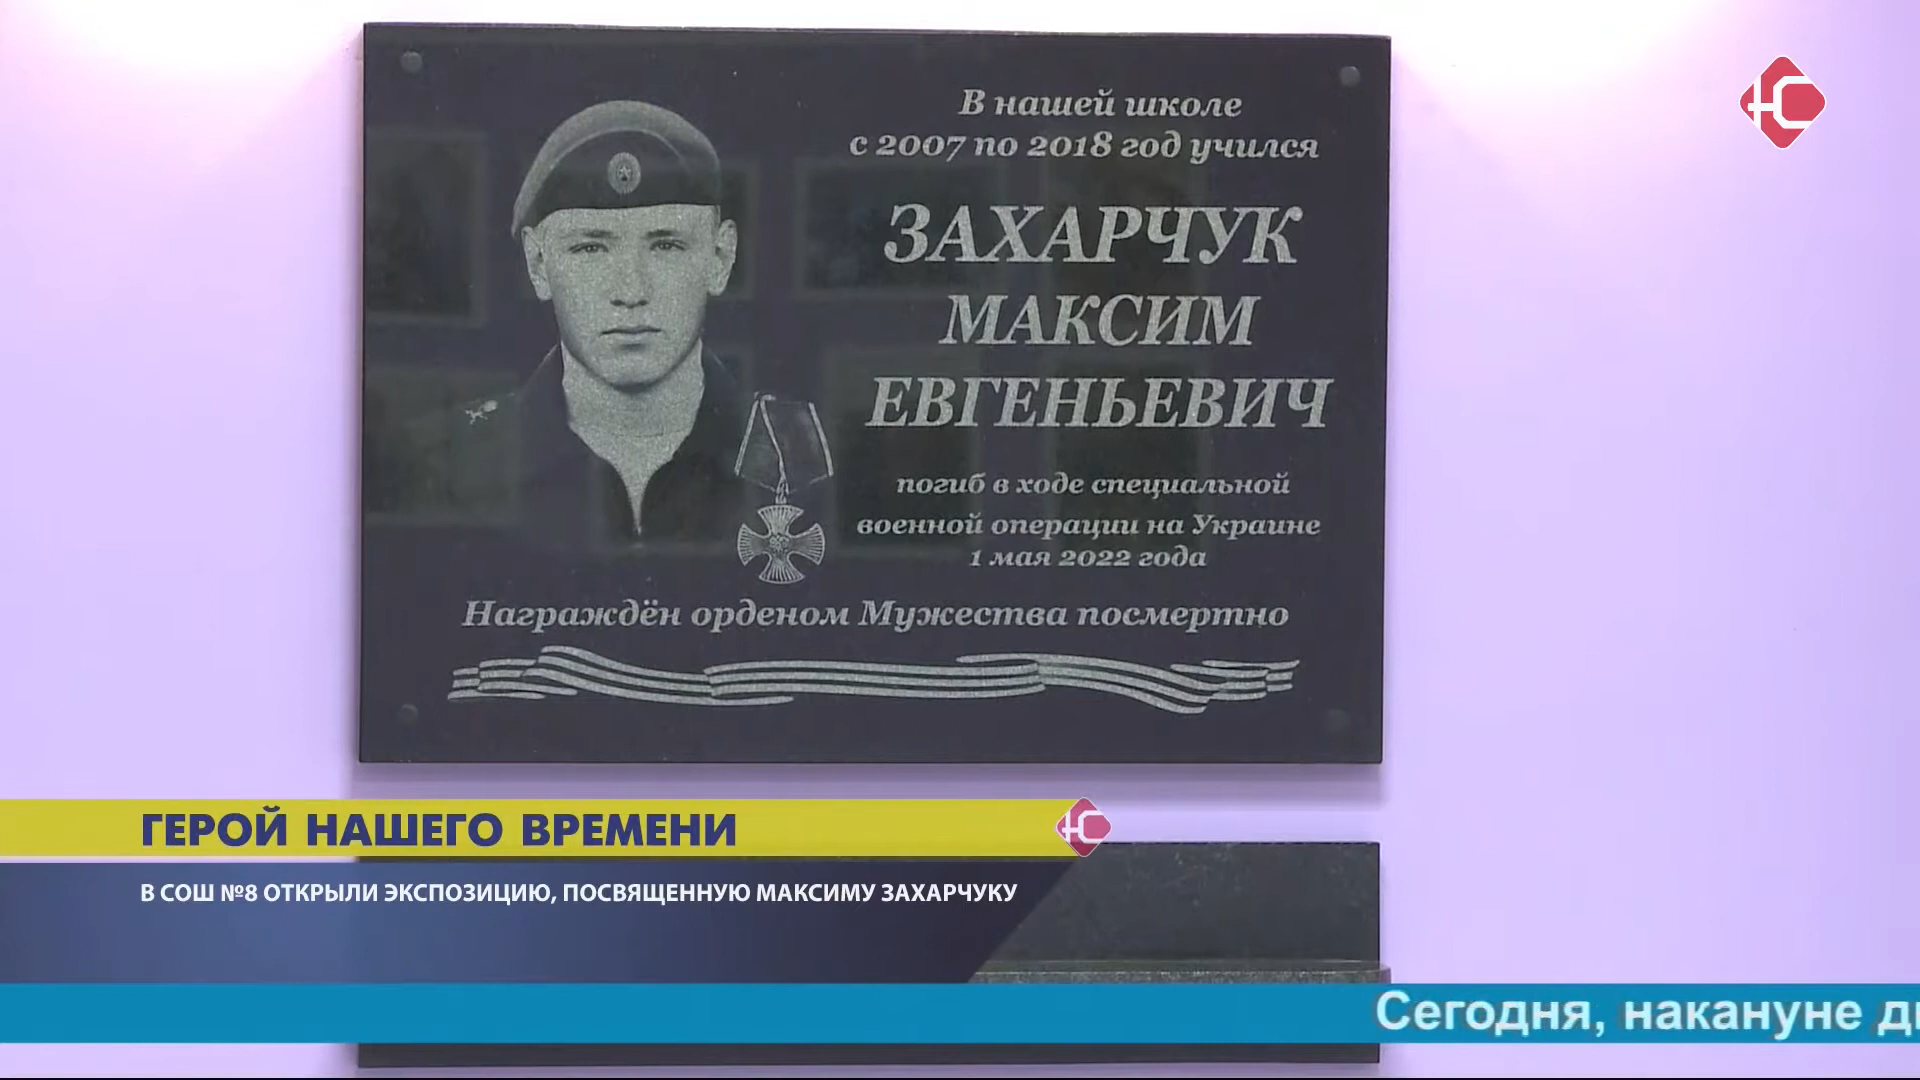 В нашей школе
с 2007 по 2018 год учился
ЗАХАРЧУК
МАКСИМ
ЕВГЕНЬЕВИЧ
погиб в ходе специальной
военной операции на Украине
1 мая 2022 года
Награждён орденом Мужества посмертно
ГЕРОЙ НАШЕГО ВРЕМЕНИ
В СОШ №8 ОТКРЫЛИ ЭКСПОЗИЦИЮ, ПОСВЯЩЕННУЮ МАКСИМУ ЗАХАРЧУКУ
Сегодня, накануне